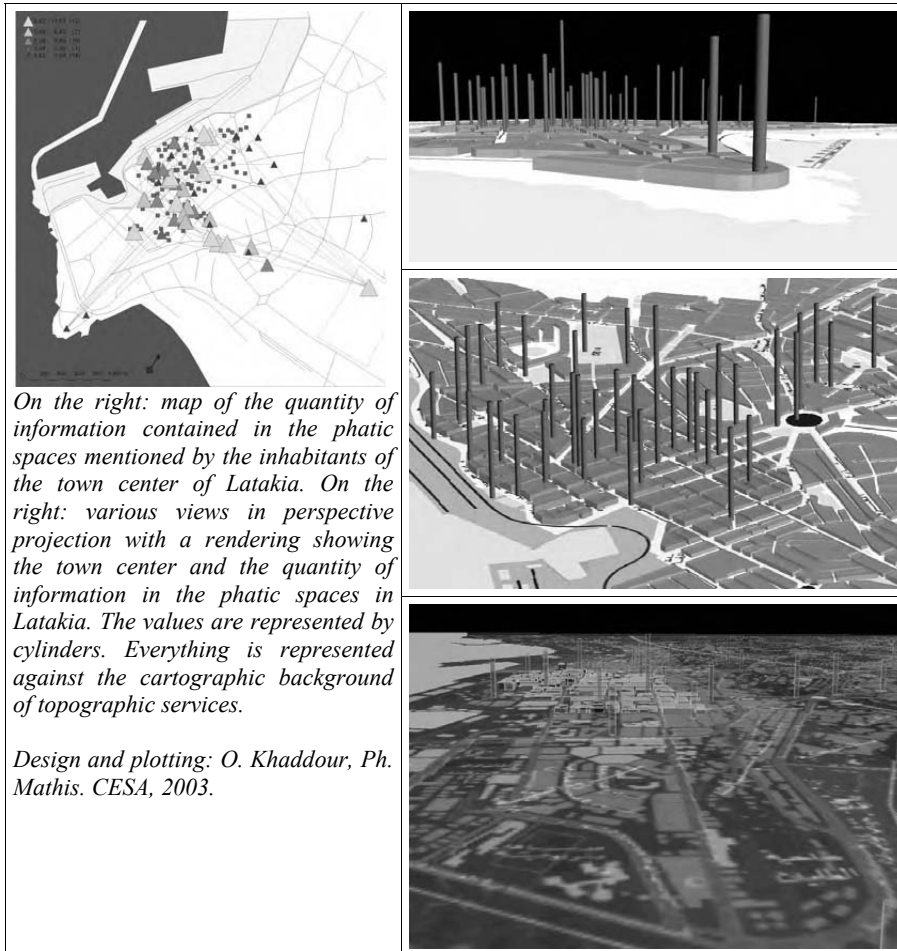 On the right: map of the quantity of
information contained in the phatic
spaces mentioned by the inhabitants of
the town center of Latakia. On the
right: various views in perspective
projection with a rendering showing
the town center and the quantity of
information in the phatic spaces in
Latakia. The values are represented by
cylinders. Everything is represented
against the cartographic background
of topographic services.
Design and plotting: O. Khaddour, Ph.
Mathis. CESA, 2003.